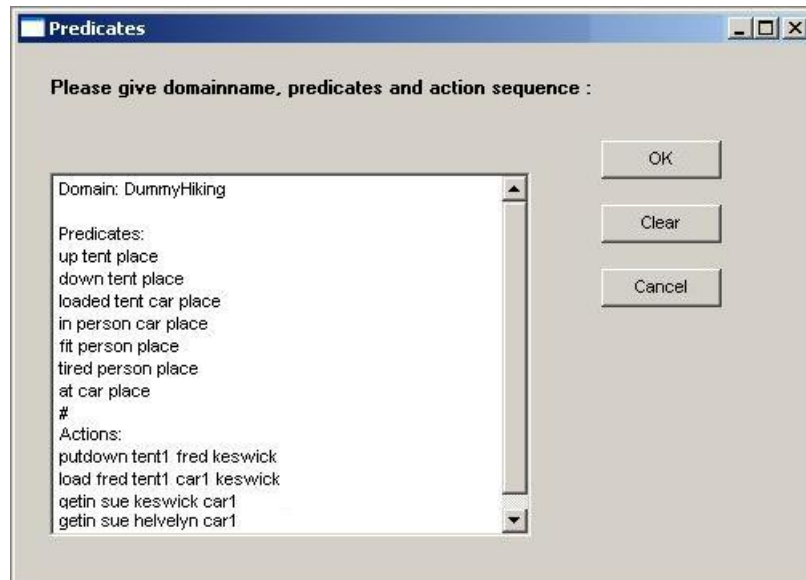 Predicates
Please give domainname, predicates and action sequence :
OK
Clear
Cancel
Domain: DummyHiking
Predicates:
up tent place
down tent place
loaded tent car place
in person car place
fit person place
tired person place
at car place
#
Actions:
putdown tent1 fred keswick
load fred tent1 car1 keswick
getin sue keswick car1
getin sue helvelyn car1